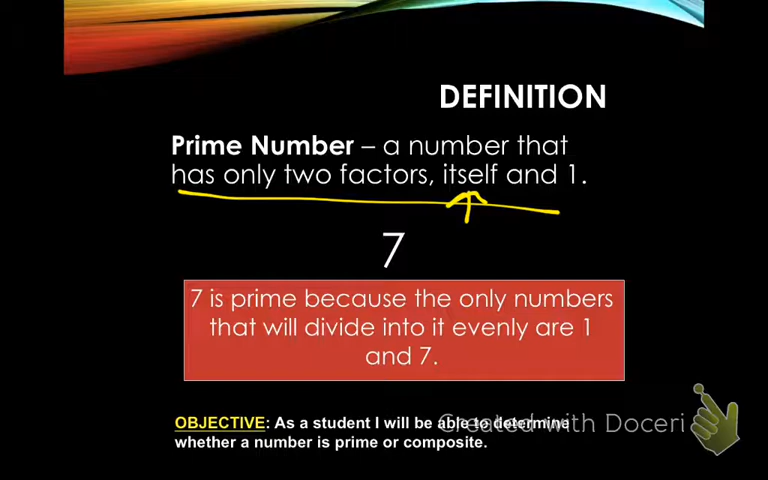 DEFINITION
Prime Number – a number that
has only two factors, itself and 1.
7
7 is prime because the only numbers
that will divide into it evenly are 1
and 7.
OBJECTIVE: As a student I will be able to determine
whether a number is prime or composite.
Created with Doceri